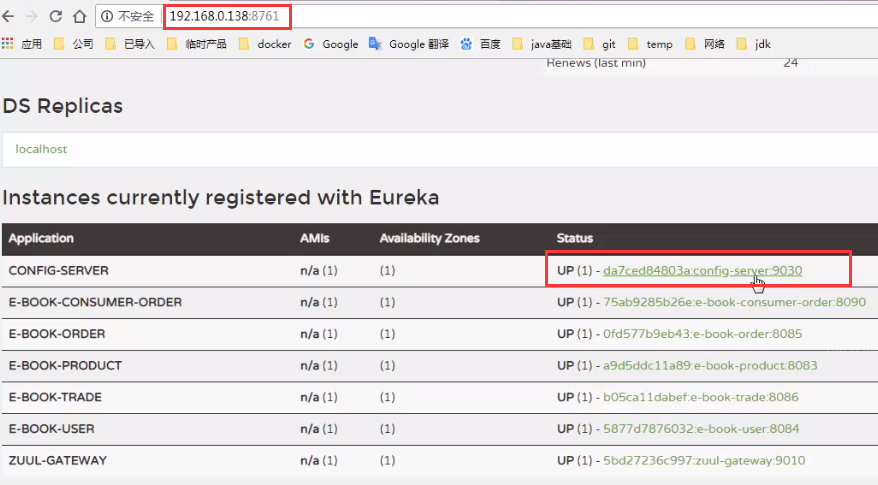 不安全 192.168.0.138:8761
应用 公司 已导入 临时产品 docker Google Google 翻译 百度 java基础 git temp 网络 jdk
Renews (last min) 24
DS Replicas
localhost
Instances currently registered with Eureka
Application AMIs Availability Zones Status
CONFIG-SERVER n/a (1) (1) UP (1) - da7ced84803a:config-server:9030
E-BOOK-CONSUMER-ORDER n/a (1) (1) UP (1) - 75ab9285b26e:e-book-consumer-order:8090
E-BOOK-ORDER n/a (1) (1) UP (1) - 0fd577b9eb43:e-book-order:8085
E-BOOK-PRODUCT n/a (1) (1) UP (1) - a9d5ddc11a89:e-book-product:8083
E-BOOK-TRADE n/a (1) (1) UP (1) - b05ca11dabef:e-book-trade:8086
E-BOOK-USER n/a (1) (1) UP (1) - 5877d7876032:e-book-user:8084
ZUUL-GATEWAY n/a (1) (1) UP (1) - 5bd27236c997:zuul-gateway:9010